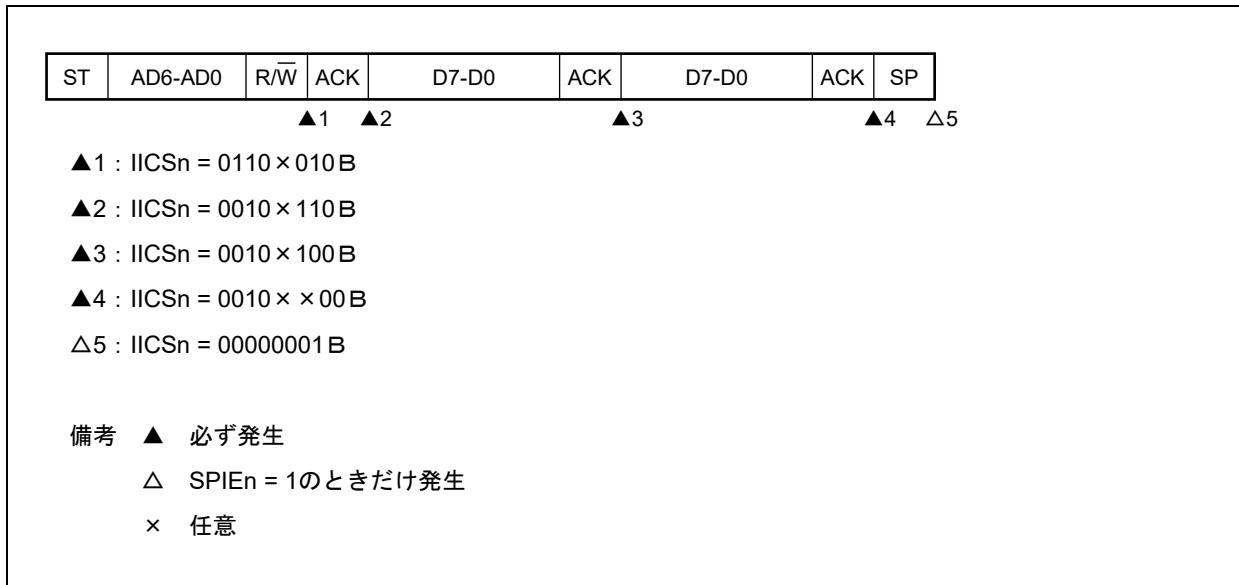 ST AD6-AD0 R/W̅ ACK D7-D0 ACK D7-D0 ACK SP
▲1 ▲2 ▲3 ▲4 △5
▲1：IICSn = 0110×010B
▲2：IICSn = 0010×110B
▲3：IICSn = 0010×100B
▲4：IICSn = 0010××00B
△5：IICSn = 00000001B
備考 ▲ 必ず発生
△ SPIEn = 1のときだけ発生
× 任意